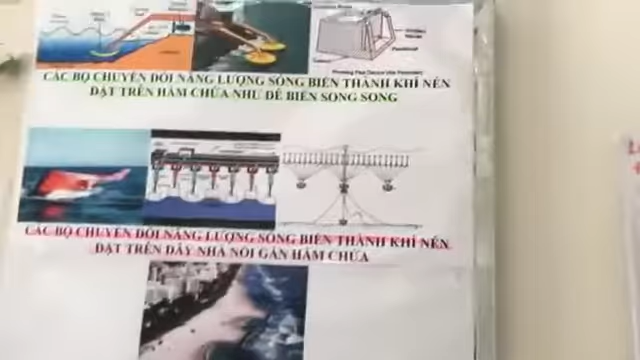 CÁC BỘ CHUYỂN ĐỔI NĂNG LƯỢNG SÓNG BIỂN THÀNH KHÍ NÉN
ĐẶT TRÊN HẦM CHỨA NHƯ ĐÊ BIỂN SONG SONG
CÁC BỘ CHUYỂN ĐỔI NĂNG LƯỢNG SÓNG BIỂN THÀNH KHÍ NÉN
ĐẶT TRÊN DÃY NHÀ NỔI GẦN HẦM CHỨA